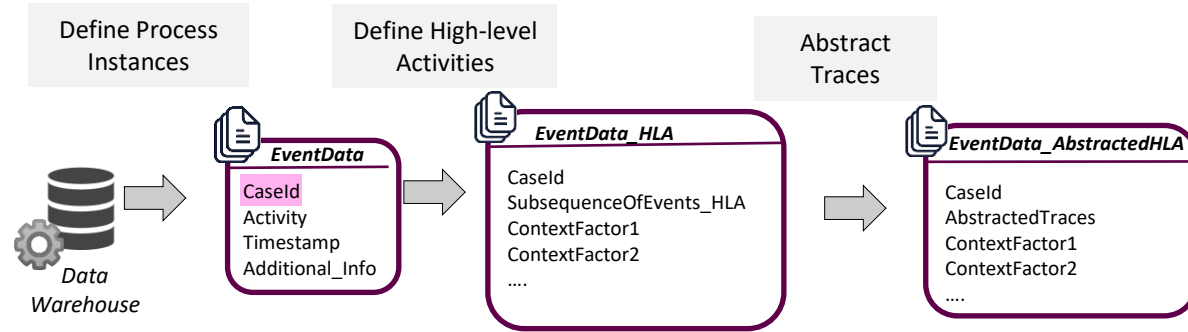 Define Process
Instances
Define High-level
Activities
Abstract
Traces
EventData
CaseId
Activity
Timestamp
Additional_Info
EventData_HLA
CaseId
SubsequenceOfEvents_HLA
ContextFactor1
ContextFactor2
....
EventData_AbstractedHLA
CaseId
AbstractedTraces
ContextFactor1
ContextFactor2
....
Data
Warehouse